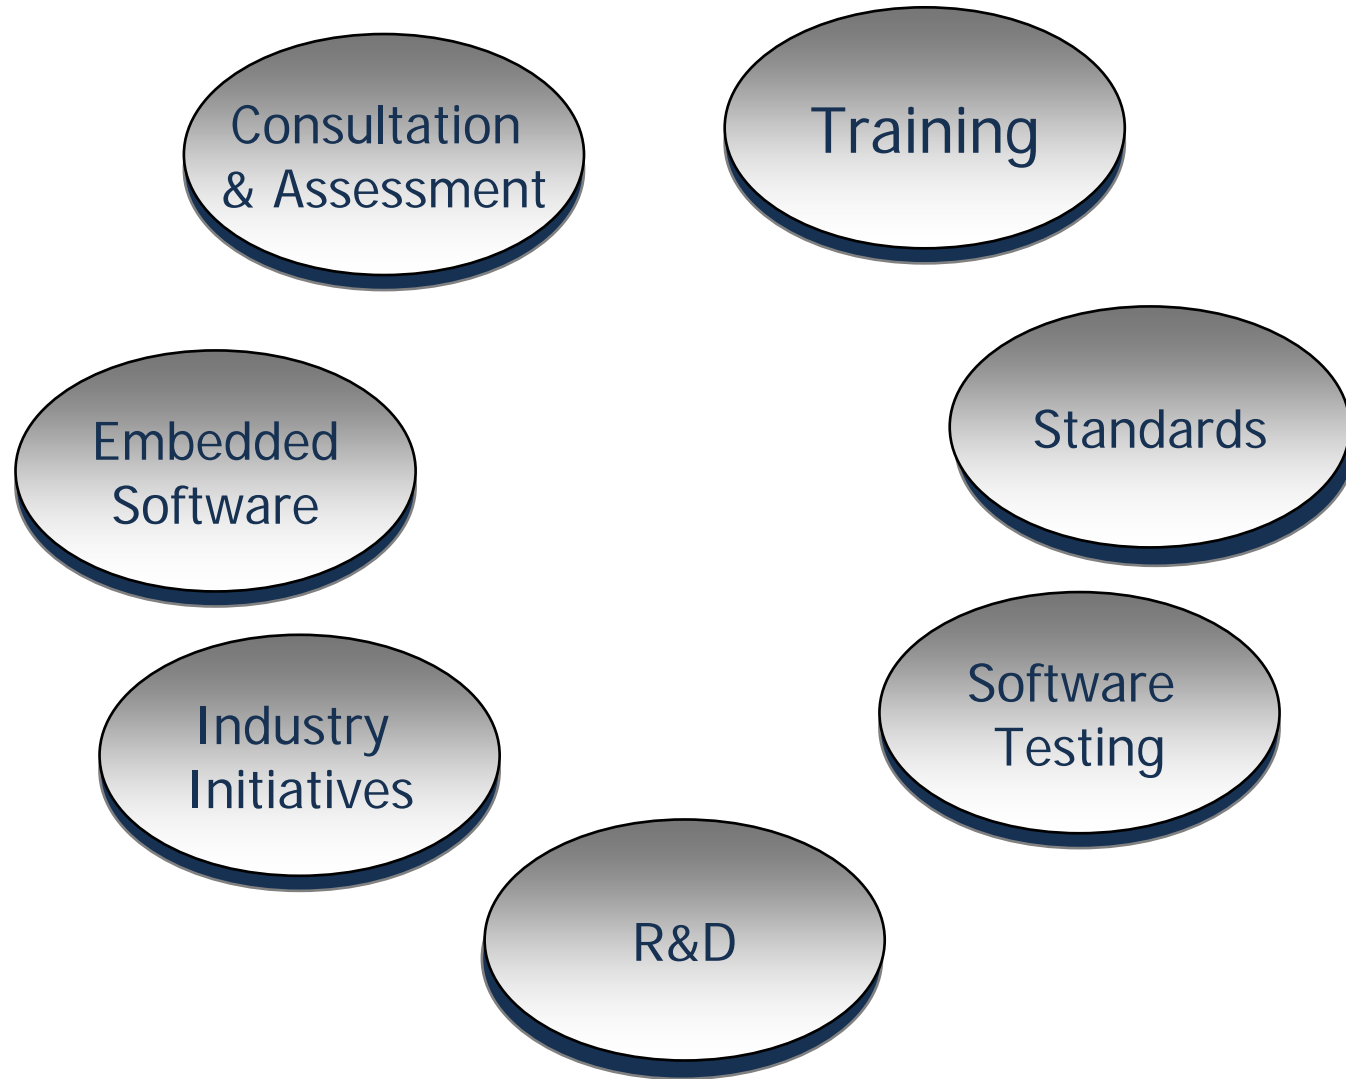 Consultation
& Assessment
Training
Embedded
Software
Standards
Industry
Initiatives
Software
Testing
R&D